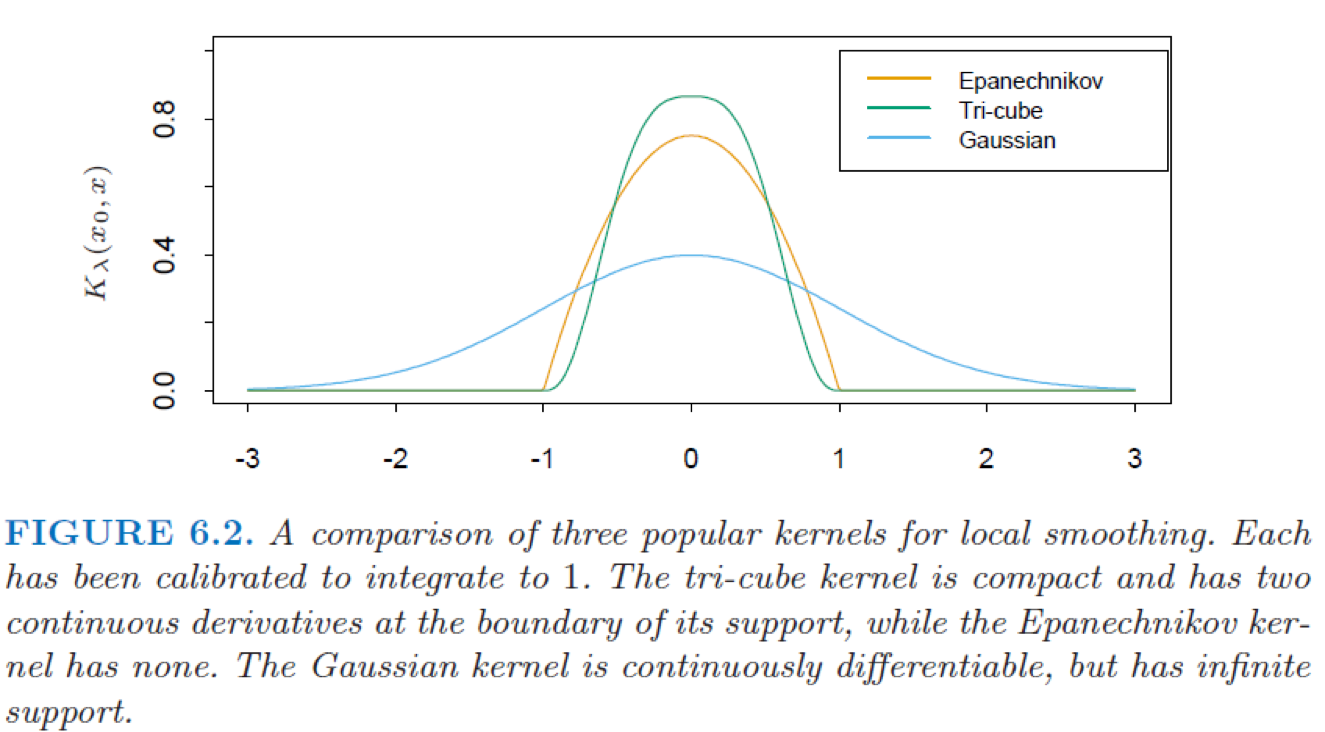 Epanechnikov
Tri-cube
Gaussian
K_λ(x_0, x)
0.8
0.4
0.0
-3 -2 -1 0 1 2 3
FIGURE 6.2. A comparison of three popular kernels for local smoothing. Each
has been calibrated to integrate to 1. The tri-cube kernel is compact and has two
continuous derivatives at the boundary of its support, while the Epanechnikov ker-
nel has none. The Gaussian kernel is continuously differentiable, but has infinite
support.